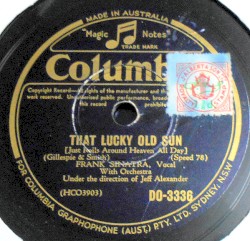 MADE IN AUSTRALIA
Magic Notes
TRADE MARK
Columbia
THAT LUCKY OLD SUN
[Just Rolls Around Heaven All Day]
(Gillespie & Smith) (Speed 78)
FRANK SINATRA, Vocal
With Orchestra
Under the direction of Jeff Alexander
(HCO3903) DO-3336
FOR COLUMBIA GRAPHOPHONE (AUST.) PTY. LTD. SYDNEY, N.S.W.